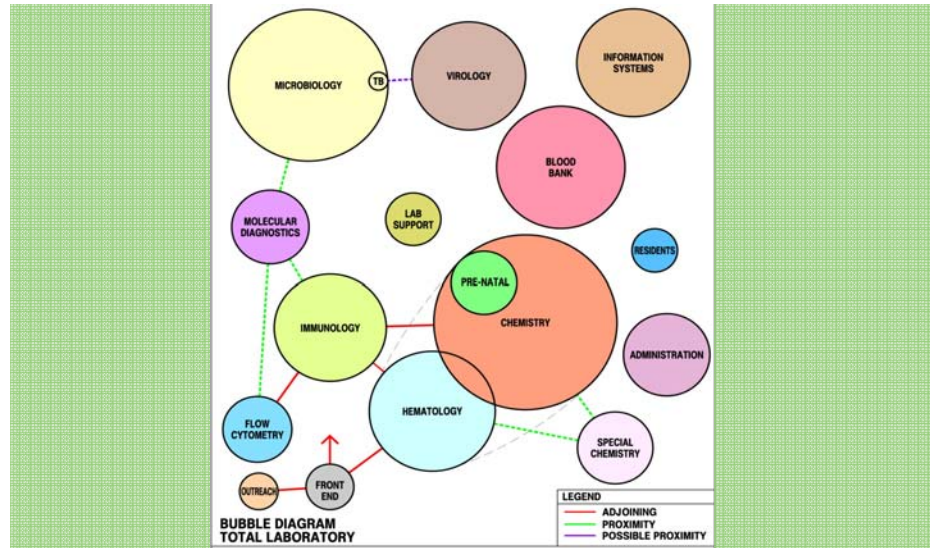 MICROBIOLOGY
TB
VIROLOGY
INFORMATION
SYSTEMS
BLOOD
BANK
MOLECULAR
DIAGNOSTICS
LAB
SUPPORT
RESIDENTS
PRE-NATAL
IMMUNOLOGY
CHEMISTRY
ADMINISTRATION
HEMATOLOGY
FLOW
CYTOMETRY
SPECIAL
CHEMISTRY
OUTREACH
FRONT
END
BUBBLE DIAGRAM
TOTAL LABORATORY
LEGEND
ADJOINING
PROXIMITY
POSSIBLE PROXIMITY